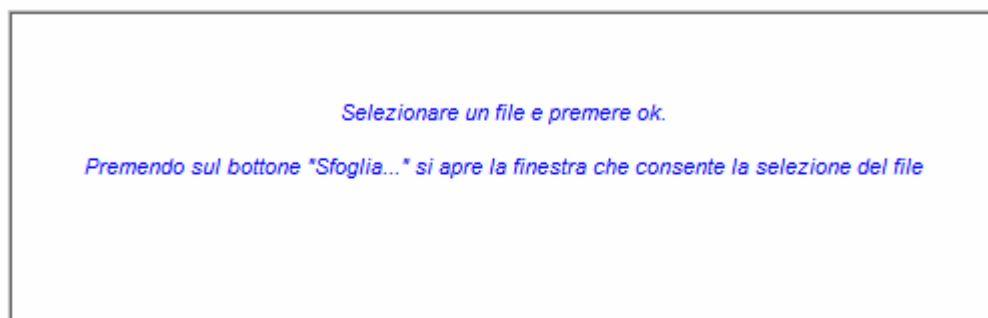 Selezionare un file e premere ok.
Premendo sul bottone "Sfoglia..." si apre la finestra che consente la selezione del file